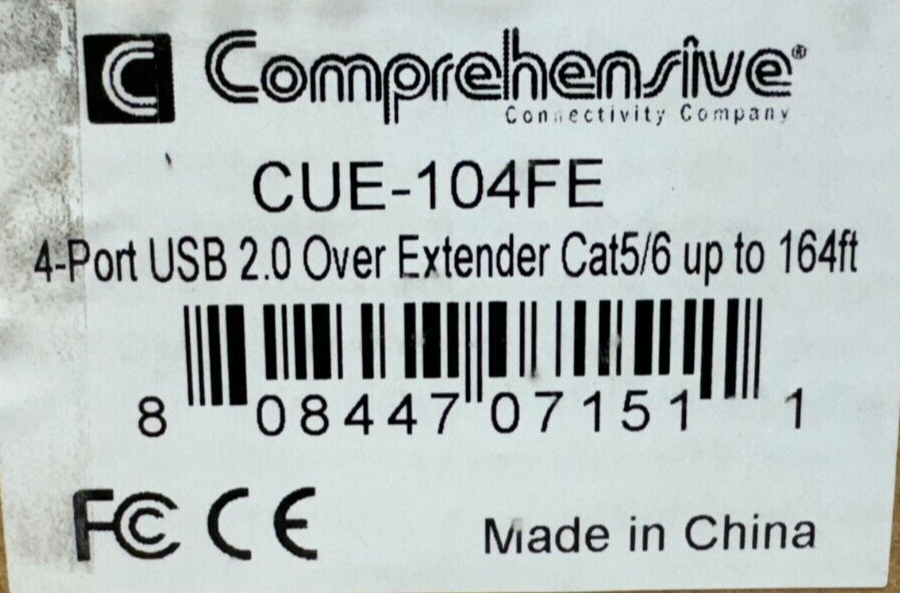 Comprehensive®
Connectivity Company
CUE-104FE
4-Port USB 2.0 Over Extender Cat5/6 up to 164ft
8 08447 07151 1
FC CE
Made in China